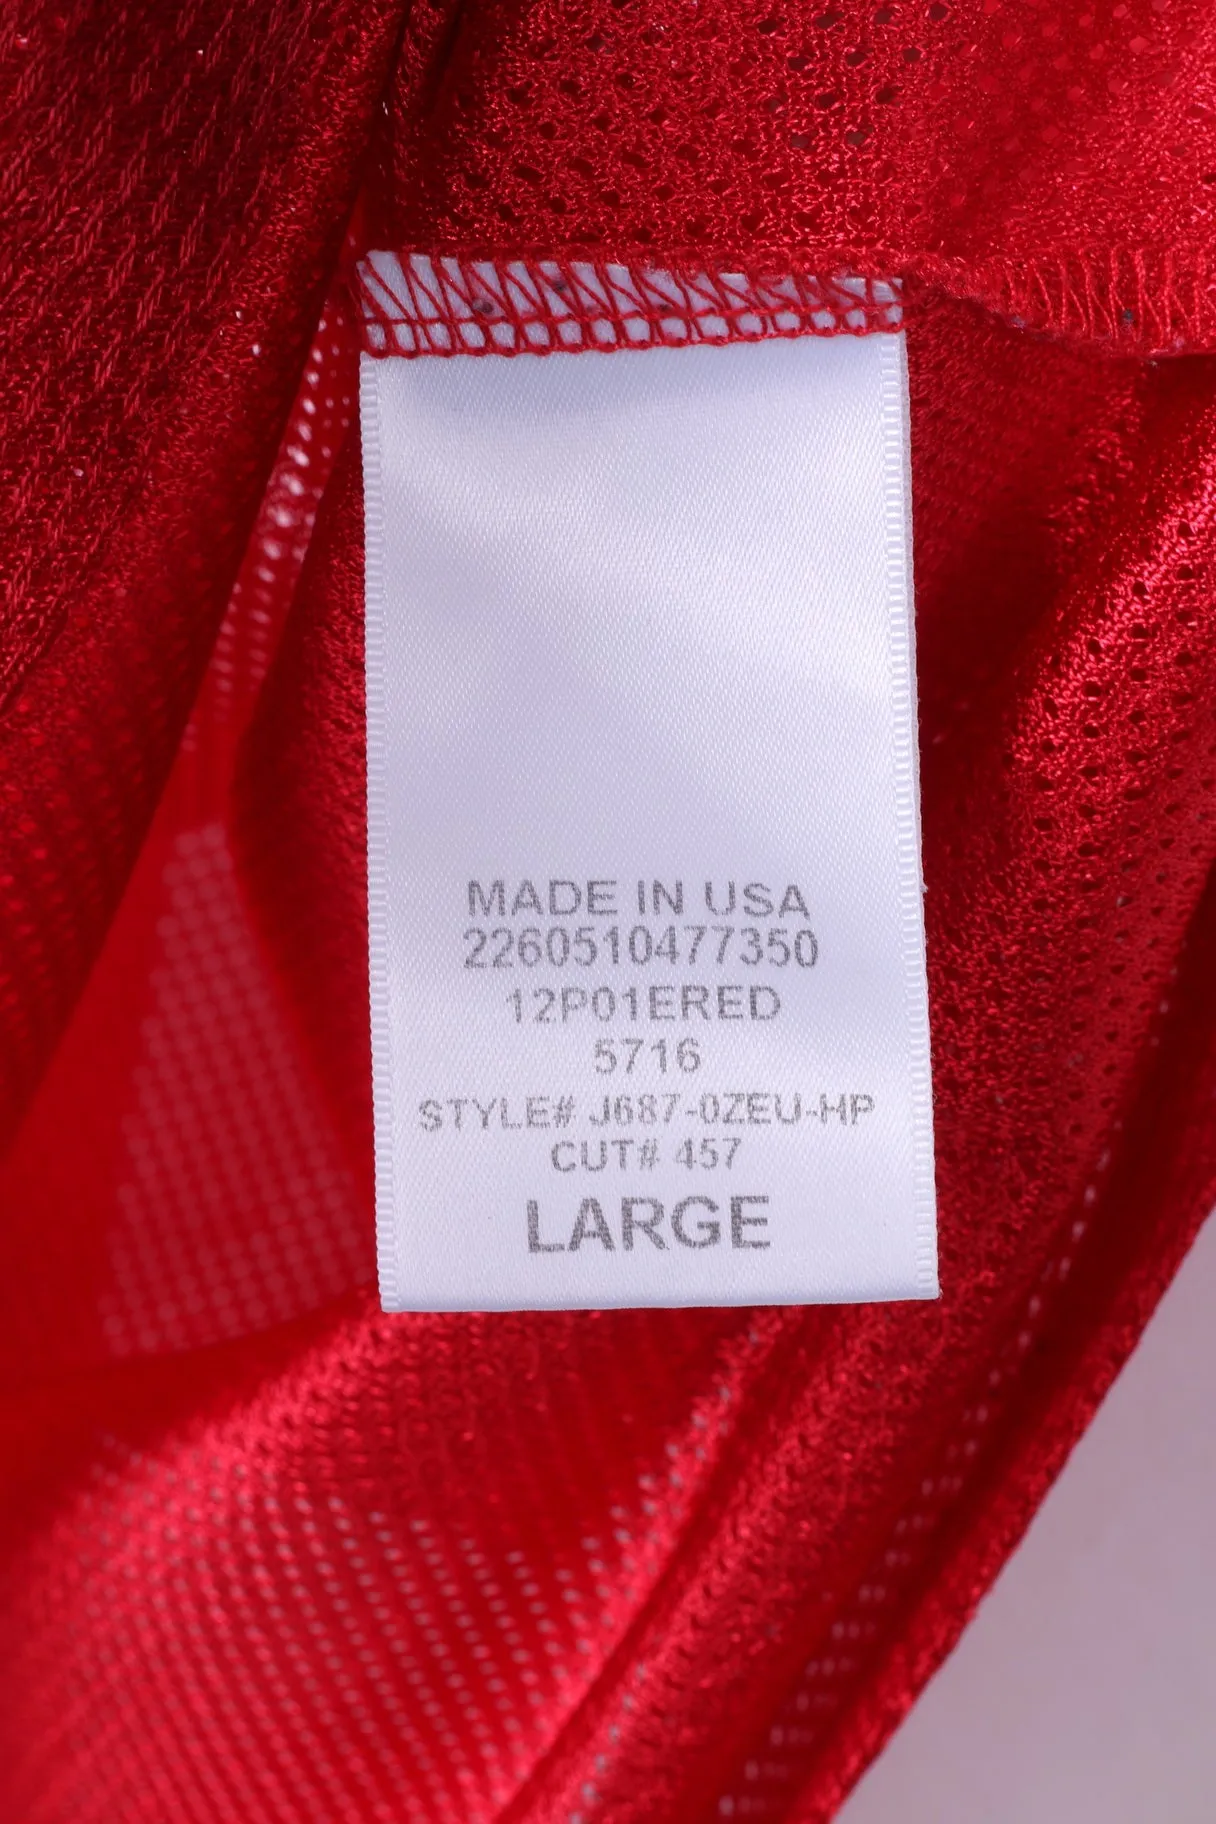 MADE IN USA
2260510477350
12P01ERED
5716
STYLE# J687-0ZEU-HP
CUT# 457
LARGE